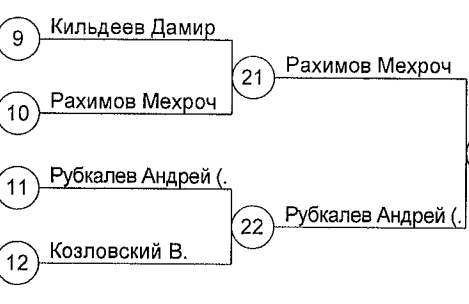 9 Кильдеев Дамир
21 Рахимов Мехроч
10 Рахимов Мехроч
11 Рубкалев Андрей (.
22 Рубкалев Андрей (.
12 Козловский В.